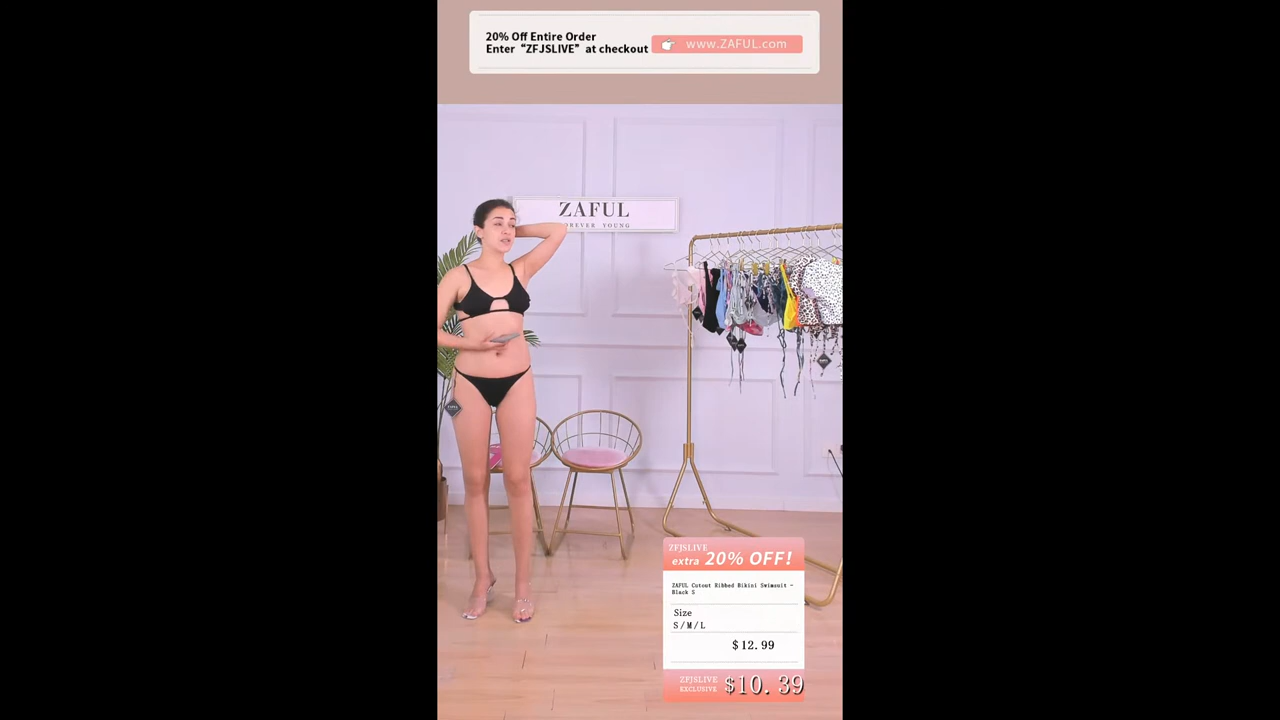 20% Off Entire Order
Enter “ZFJSLIVE” at checkout
www.ZAFUL.com
ZAFUL
OREVER YOUNG
ZFJSLIVE
extra 20% OFF!
ZAFUL Cutout Ribbed Bikini Swimsuit -
Black S
Size
S/M/L
$12.99
ZFJSLIVE
EXCLUSIVE $10.39